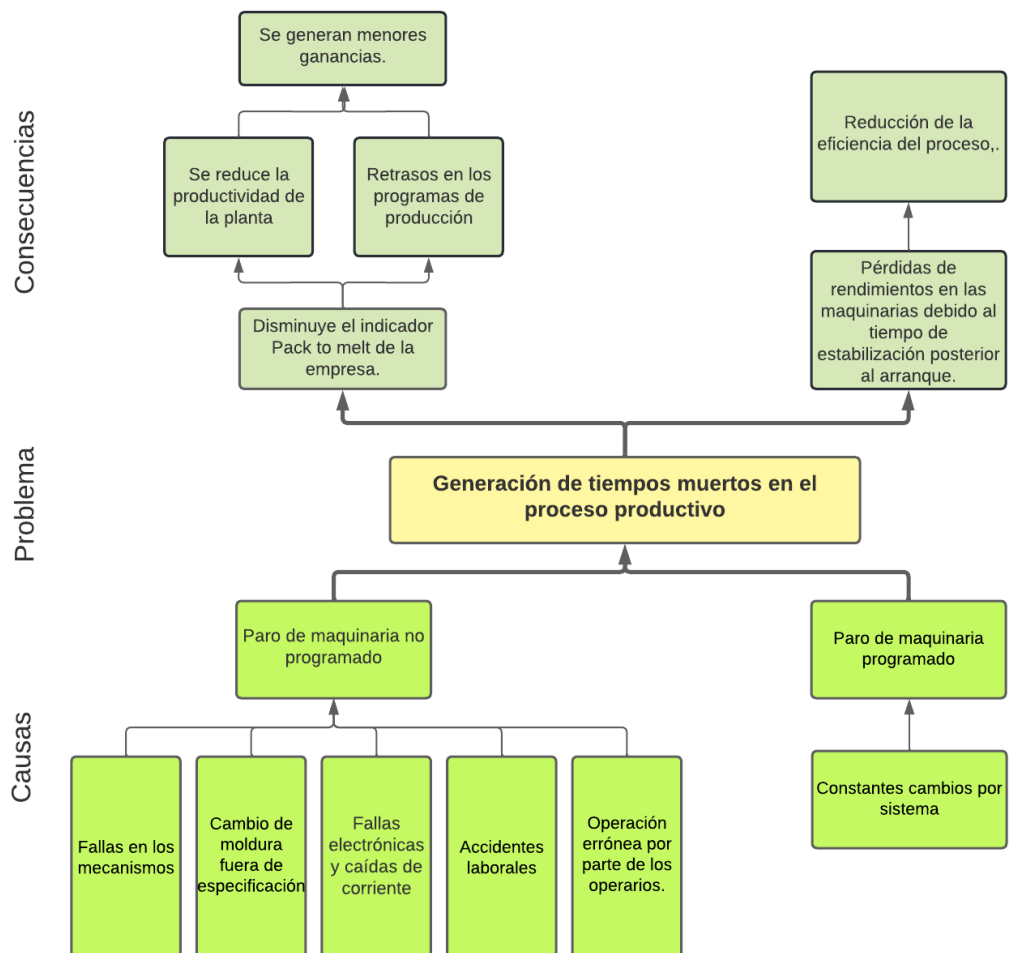 Consecuencias
Se generan menores
ganancias.
Se reduce la
productividad de
la planta
Retrasos en los
programas de
producción
Disminuye el indicador
Pack to melt de la
empresa.
Reducción de la
eficiencia del proceso,.
Pérdidas de
rendimientos en las
maquinarias debido al
tiempo de
estabilización posterior
al arranque.
Problema
Generación de tiempos muertos en el
proceso productivo
Causas
Paro de maquinaria no
programado
Paro de maquinaria
programado
Fallas en los
mecanismos
Cambio de
moldura
fuera de
especificación
Fallas
electrónicas
y caídas de
corriente
Accidentes
laborales
Operación
errónea por
parte de los
operarios.
Constantes cambios por
sistema